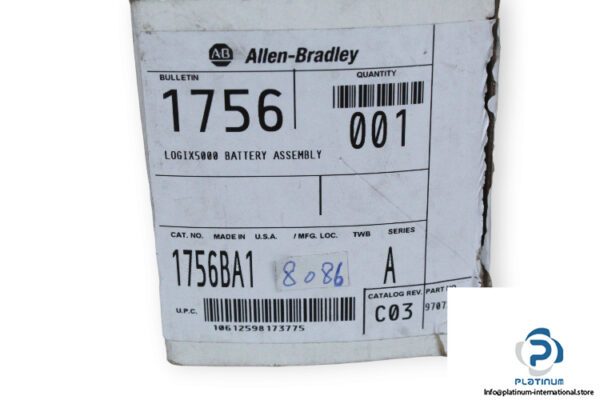 AB Allen-Bradley
BULLETIN
QUANTITY
1756
001
LOGIX5000 BATTERY ASSEMBLY
CAT. NO. MADE IN U.S.A. / MFG. LOC. TWB SERIES
1756BA1
8086
A
CATALOG REV.
C03
U.P.C.
10612598173775
PLATINUM
Info@platinum-international.store